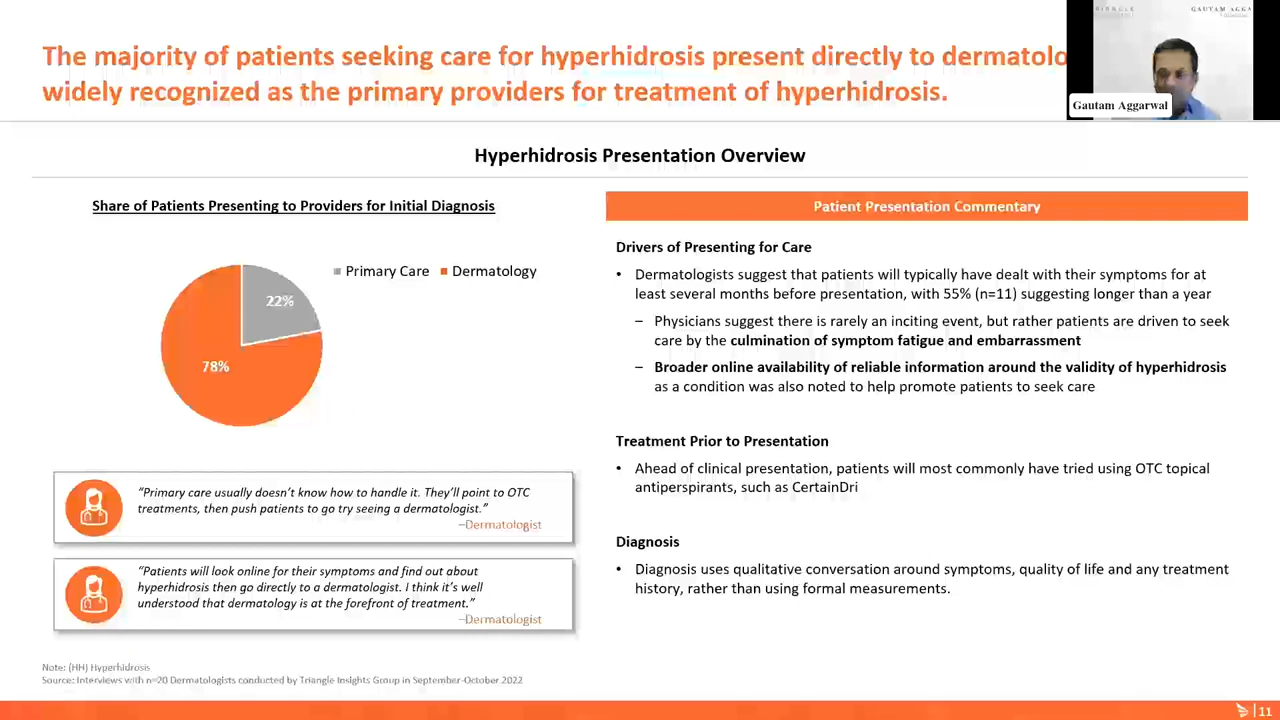 The majority of patients seeking care for hyperhidrosis present directly to dermatolo
widely recognized as the primary providers for treatment of hyperhidrosis.
GAUTAM AGGA
Gautam Aggarwal
Hyperhidrosis Presentation Overview
Share of Patients Presenting to Providers for Initial Diagnosis
Primary Care
Dermatology
22%
78%
“Primary care usually doesn’t know how to handle it. They’ll point to OTC
treatments, then push patients to go try seeing a dermatologist.”
–Dermatologist
“Patients will look online for their symptoms and find out about
hyperhidrosis then go directly to a dermatologist. I think it’s well
understood that dermatology is at the forefront of treatment.”
–Dermatologist
Patient Presentation Commentary
Drivers of Presenting for Care
• Dermatologists suggest that patients will typically have dealt with their symptoms for at
least several months before presentation, with 55% (n=11) suggesting longer than a year
– Physicians suggest there is rarely an inciting event, but rather patients are driven to seek
care by the culmination of symptom fatigue and embarrassment
– Broader online availability of reliable information around the validity of hyperhidrosis
as a condition was also noted to help promote patients to seek care
Treatment Prior to Presentation
• Ahead of clinical presentation, patients will most commonly have tried using OTC topical
antiperspirants, such as CertainDri
Diagnosis
• Diagnosis uses qualitative conversation around symptoms, quality of life and any treatment
history, rather than using formal measurements.
Note: (HH) Hyperhidrosis
Source: Interviews with n=20 Dermatologists conducted by Triangle Insights Group in September-October 2022
11